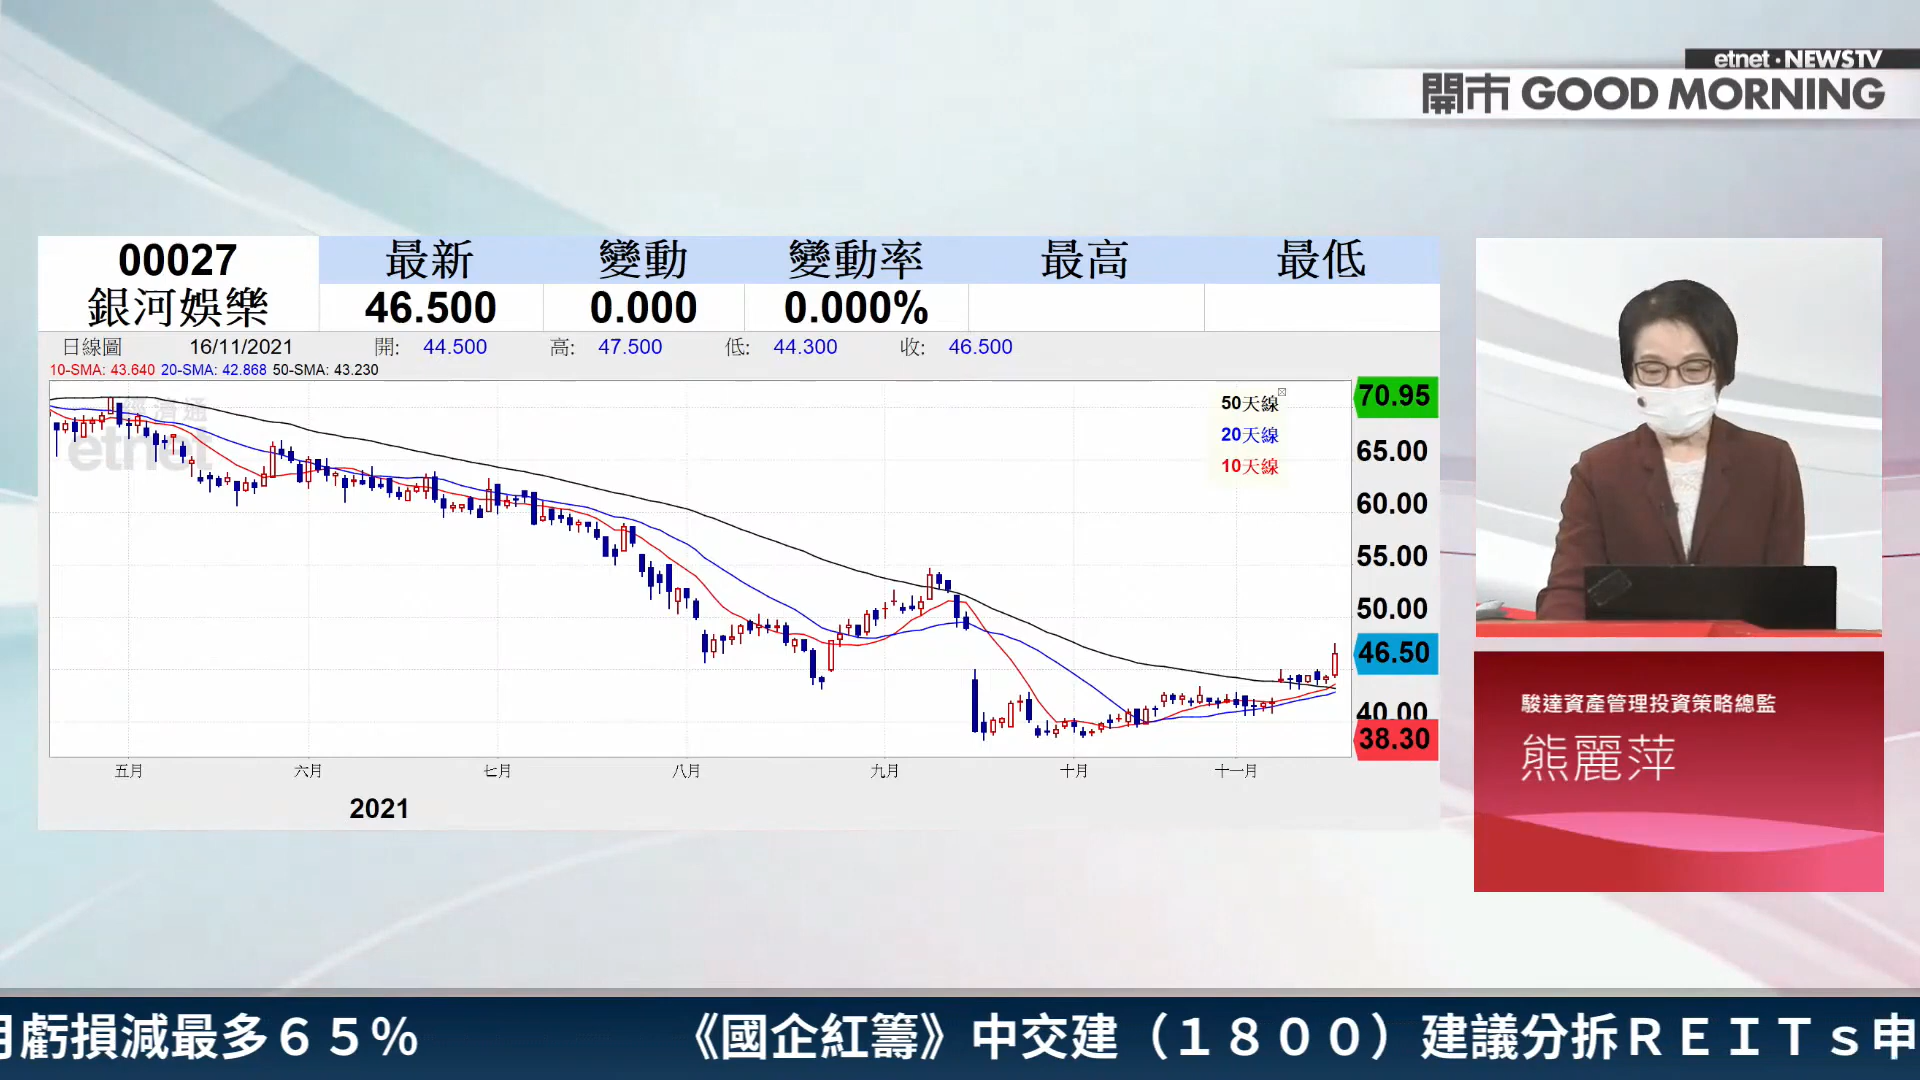 etnet · NEWSTV
開市 GOOD MORNING
00027 最新 變動 變動率 最高 最低
銀河娛樂 46.500 0.000 0.000%
日線圖 16/11/2021 開: 44.500 高: 47.500 低: 44.300 收: 46.500
10-SMA: 43.640 20-SMA: 42.868 50-SMA: 43.230
經濟通
etnet
50天線
20天線
10天線
70.95
65.00
60.00
55.00
50.00
46.50
40.00
38.30
五月 六月 七月 八月 九月 十月 十一月
2021
駿達資產管理投資策略總監
熊麗萍
月虧損減最多65% 《國企紅籌》中交建（1800）建議分拆REITs申